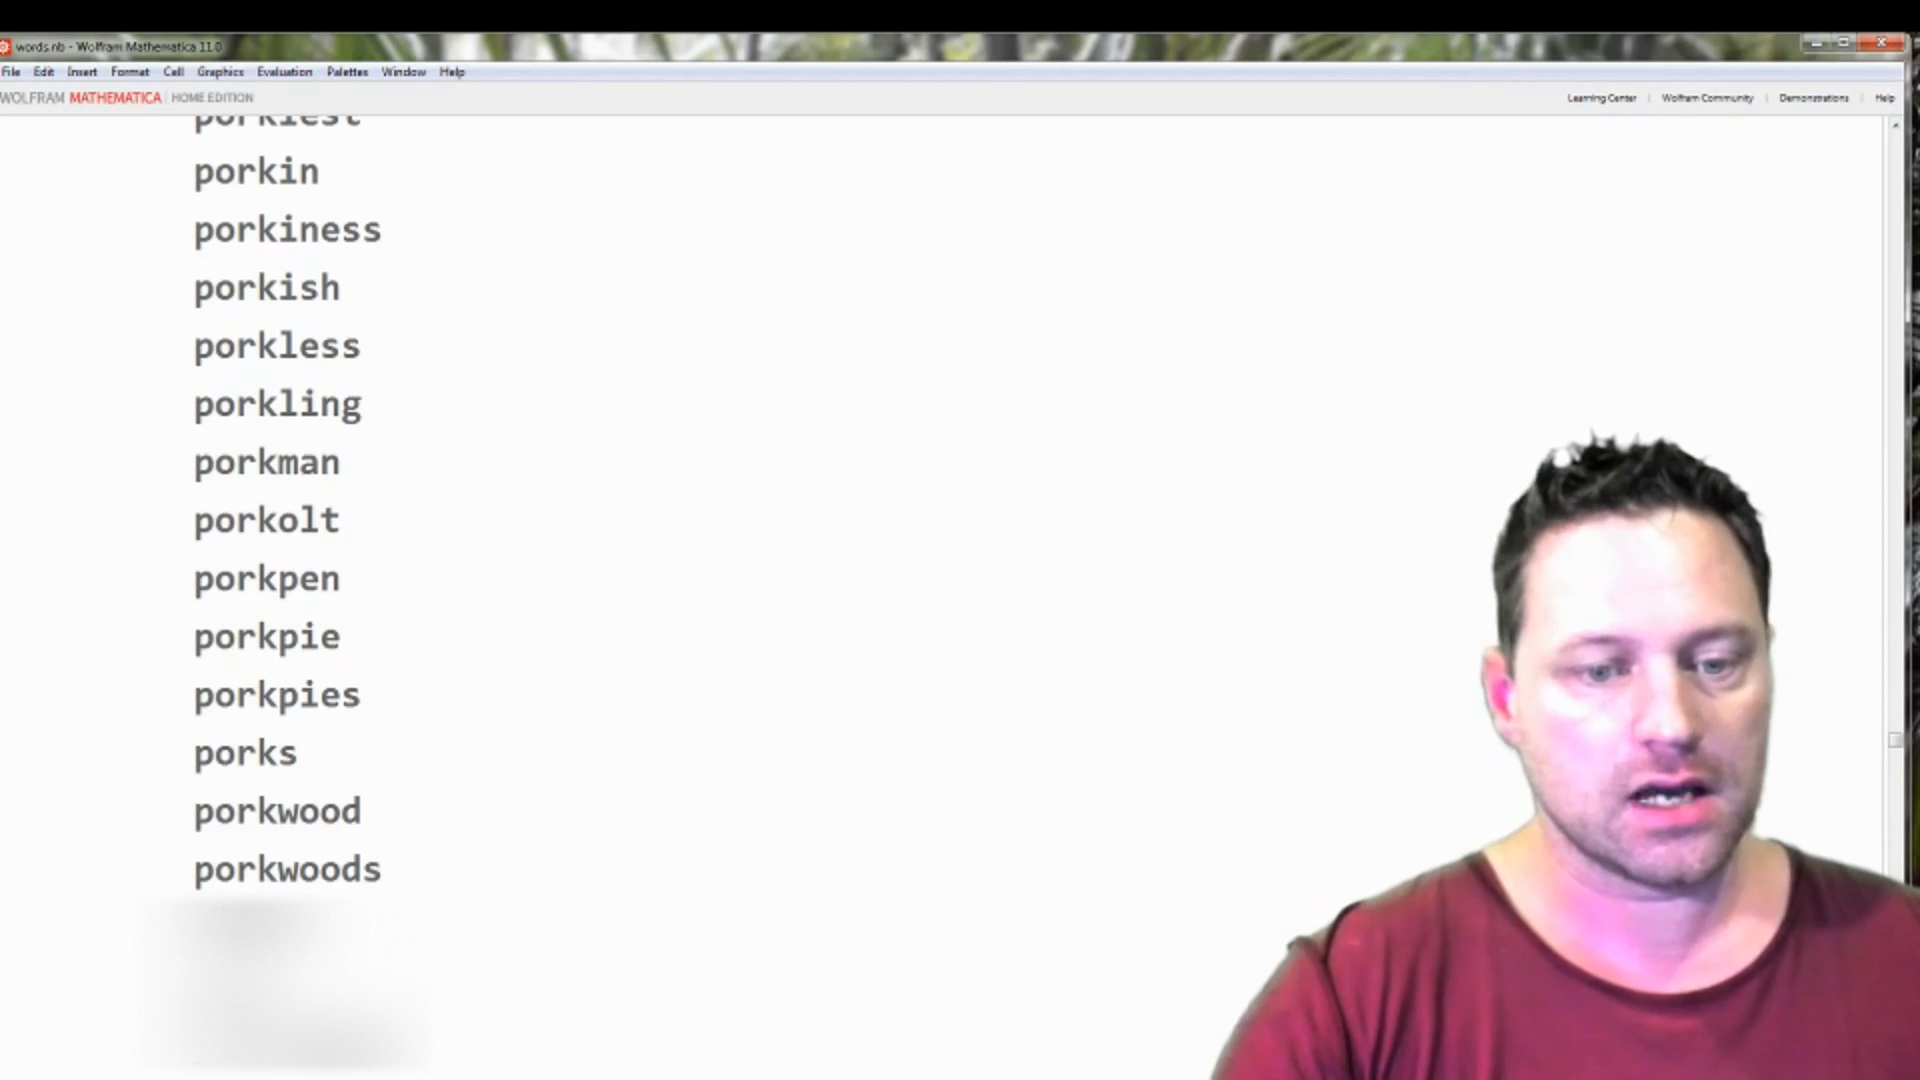 words.nb - Wolfram Mathematica 11.0
File Edit Insert Format Cell Graphics Evaluation Palettes Window Help
WOLFRAM MATHEMATICA | HOME EDITION Learning Center | Wolfram Community | Demonstrations | Help
porkiest
porkin
porkiness
porkish
porkless
porkling
porkman
porkolt
porkpen
porkpie
porkpies
porks
porkwood
porkwoods